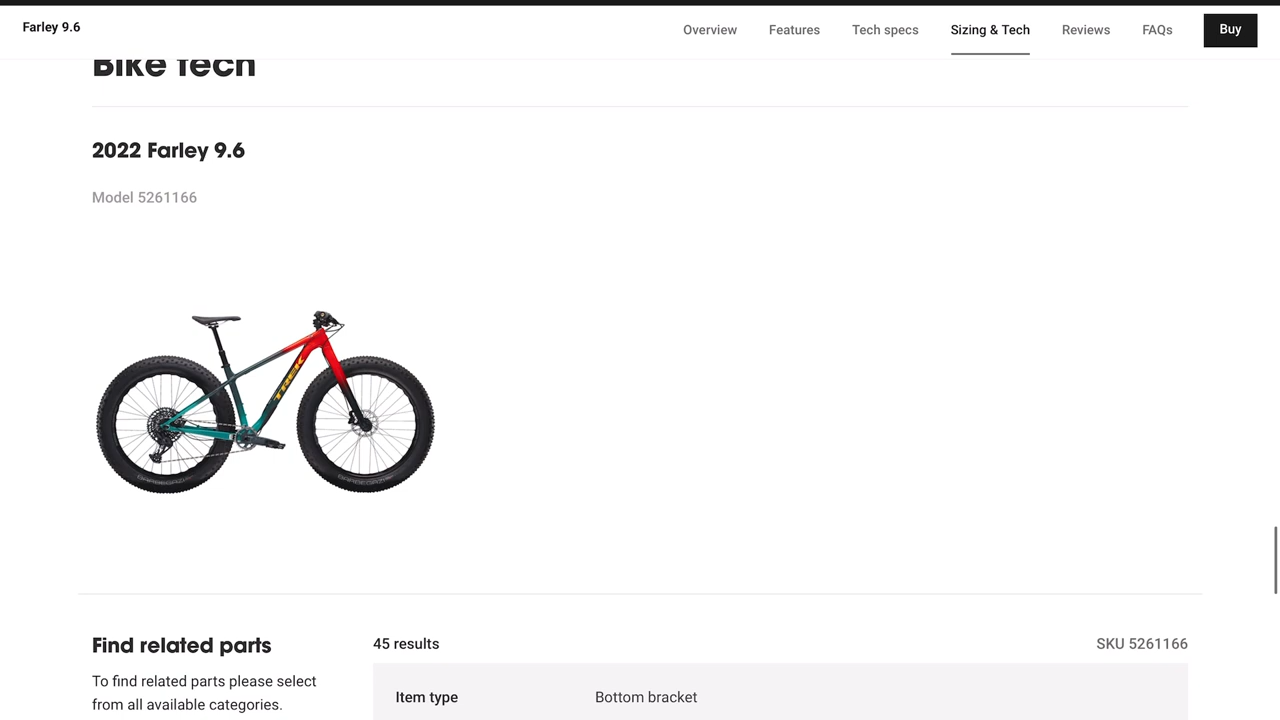 Farley 9.6
Overview
Features
Tech specs
Sizing & Tech
Reviews
FAQs
Buy
Bike Tech
2022 Farley 9.6
Model 5261166
TREK
Find related parts
To find related parts please select
from all available categories.
45 results
SKU 5261166
Item type
Bottom bracket